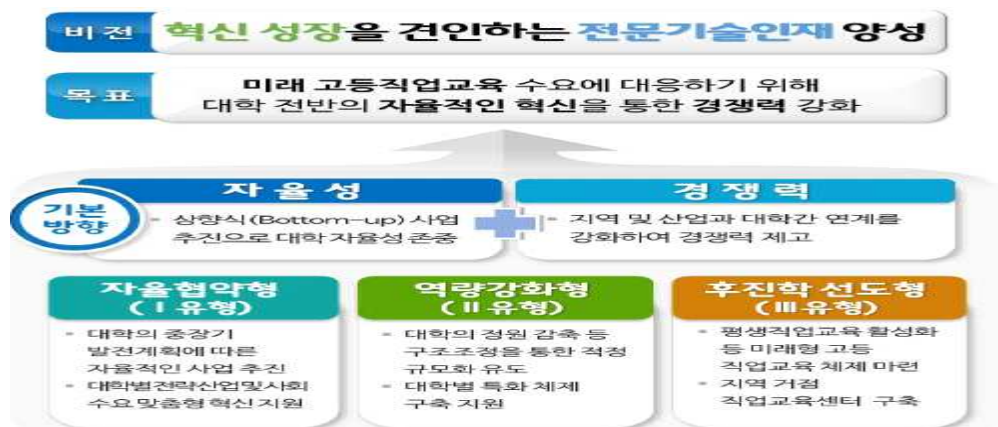 비전 혁신 성장을 견인하는 전문기술인재 양성
목표
미래 고등직업교육 수요에 대응하기 위해
대학 전반의 자율적인 혁신을 통한 경쟁력 강화
기본
방향
자율성
• 상향식(Bottom-up) 사업
추진으로 대학 자율성 존중
경쟁력
• 지역 및 산업과 대학간 연계를
강화하여 경쟁력 제고
자율협약형
(Ⅰ유형)
• 대학의 중장기
발전계획에 따른
자율적인 사업 추진
• 대학별전략산업및사회
수요맞춤형혁신지원
역량강화형
(Ⅱ유형)
• 대학의 정원 감축 등
구조조정을 통한 적정
규모화 유도
• 대학별 특화 체제
구축 지원
후진학 선도형
(Ⅲ유형)
• 평생직업교육 활성화
등 미래형 고등
직업교육 체제 마련
• 지역 거점
직업교육센터 구축